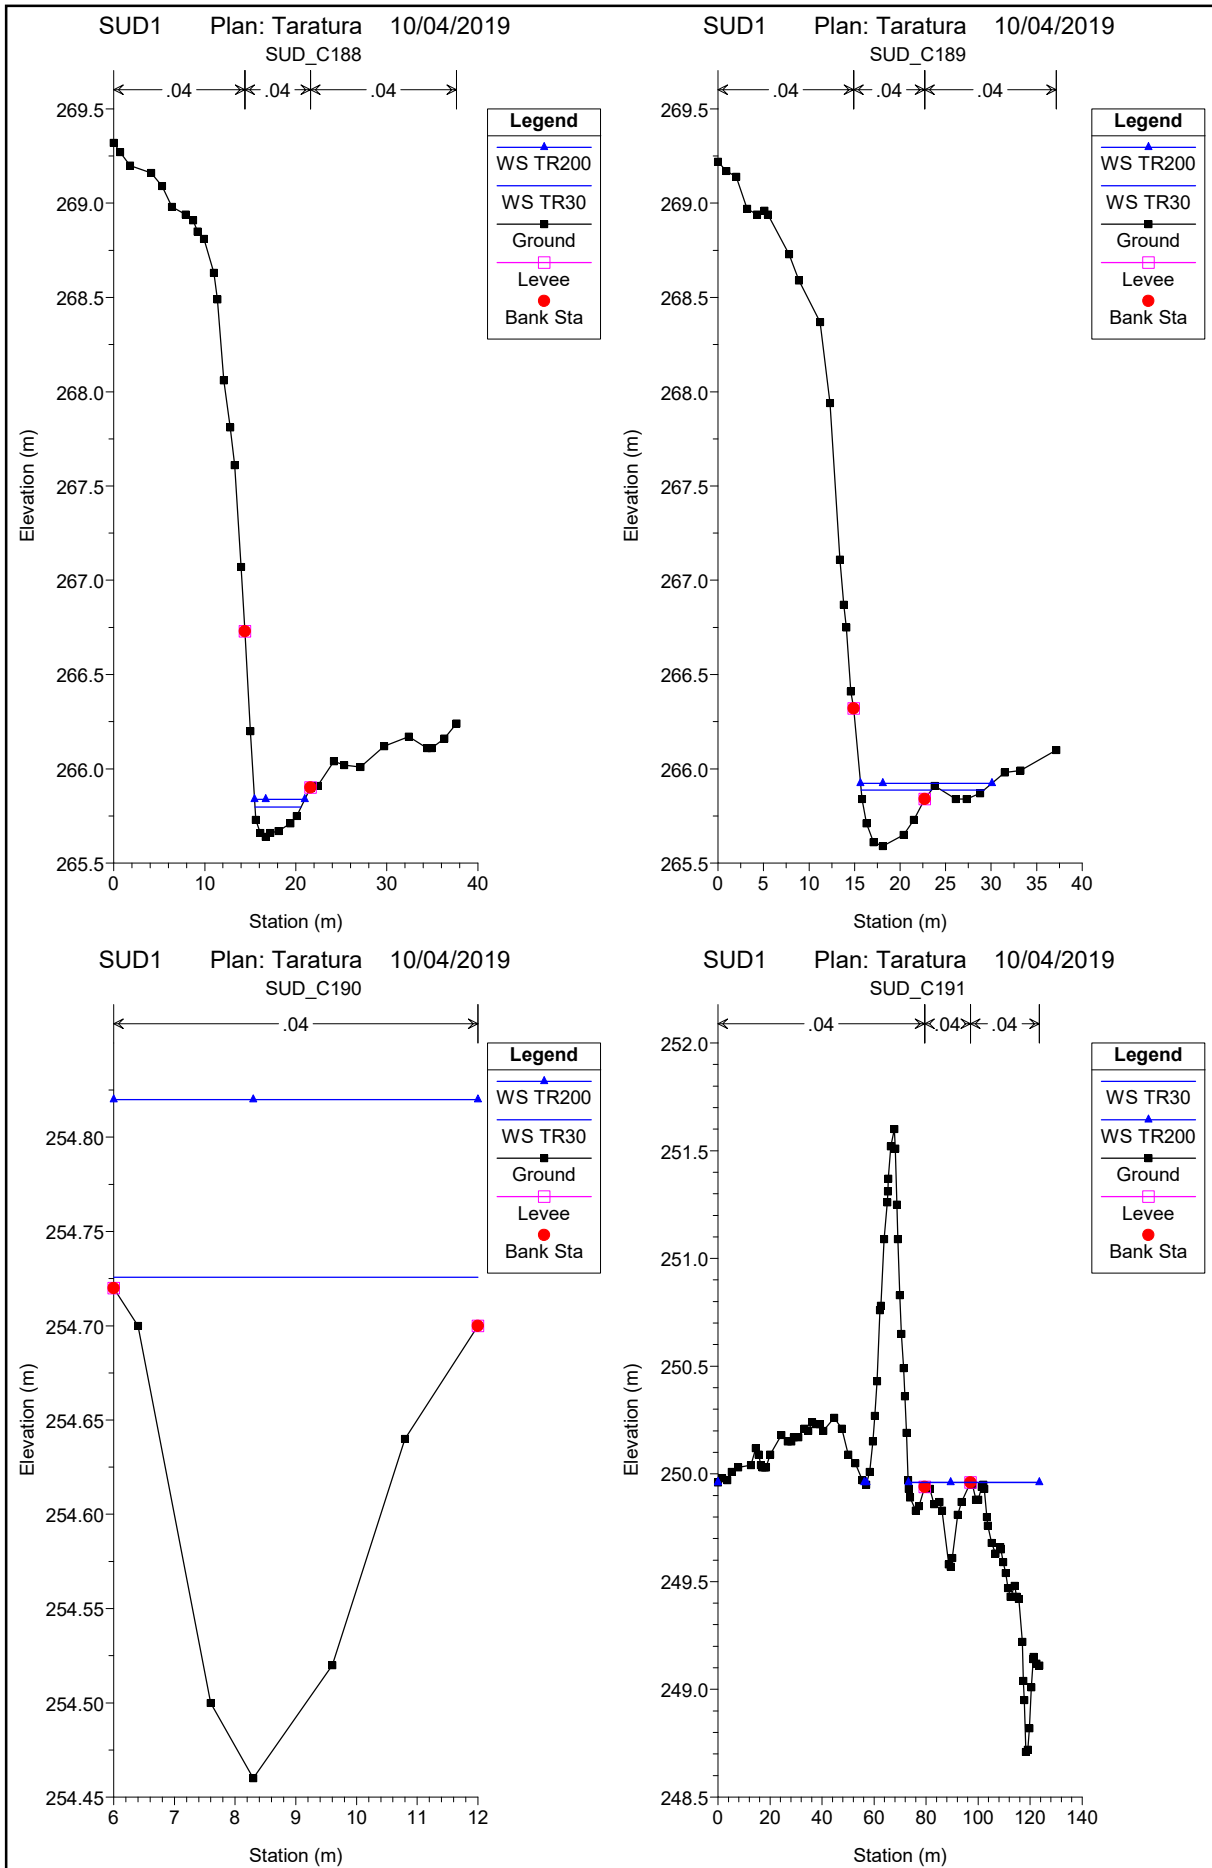 SUD1 Plan: Taratura 10/04/2019
SUD_C188
.04 .04 .04
Legend
WS TR200
WS TR30
Ground
Levee
Bank Sta
269.5
269.0
268.5
268.0
267.5
267.0
266.5
266.0
265.5
Elevation (m)
0 10 20 30 40
Station (m)
SUD1 Plan: Taratura 10/04/2019
SUD_C189
.04 .04 .04
Legend
WS TR200
WS TR30
Ground
Levee
Bank Sta
269.5
269.0
268.5
268.0
267.5
267.0
266.5
266.0
265.5
Elevation (m)
0 5 10 15 20 25 30 35 40
Station (m)
SUD1 Plan: Taratura 10/04/2019
SUD_C190
.04
Legend
WS TR200
WS TR30
Ground
Levee
Bank Sta
254.80
254.75
254.70
254.65
254.60
254.55
254.50
254.45
Elevation (m)
6 7 8 9 10 11 12
Station (m)
SUD1 Plan: Taratura 10/04/2019
SUD_C191
.04 .04 .04
Legend
WS TR30
WS TR200
Ground
Levee
Bank Sta
252.0
251.5
251.0
250.5
250.0
249.5
249.0
248.5
Elevation (m)
0 20 40 60 80 100 120 140
Station (m)